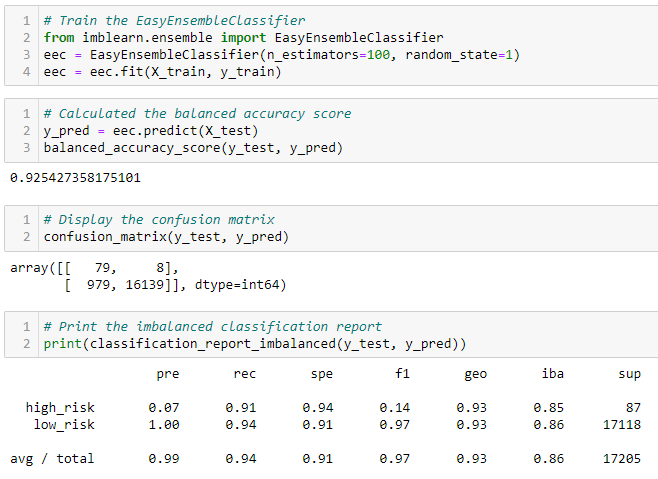 1 # Train the EasyEnsembleClassifier
2 from imblearn.ensemble import EasyEnsembleClassifier
3 eec = EasyEnsembleClassifier(n_estimators=100, random_state=1)
4 eec = eec.fit(X_train, y_train)
1 # Calculated the balanced accuracy score
2 y_pred = eec.predict(X_test)
3 balanced_accuracy_score(y_test, y_pred)
0.925427358175101
1 # Display the confusion matrix
2 confusion_matrix(y_test, y_pred)
array([[   79,     8],
       [  979, 16139]], dtype=int64)
1 # Print the imbalanced classification report
2 print(classification_report_imbalanced(y_test, y_pred))
pre rec spe f1 geo iba sup
high_risk 0.07 0.91 0.94 0.14 0.93 0.85 87
low_risk 1.00 0.94 0.91 0.97 0.93 0.86 17118
avg / total 0.99 0.94 0.91 0.97 0.93 0.86 17205